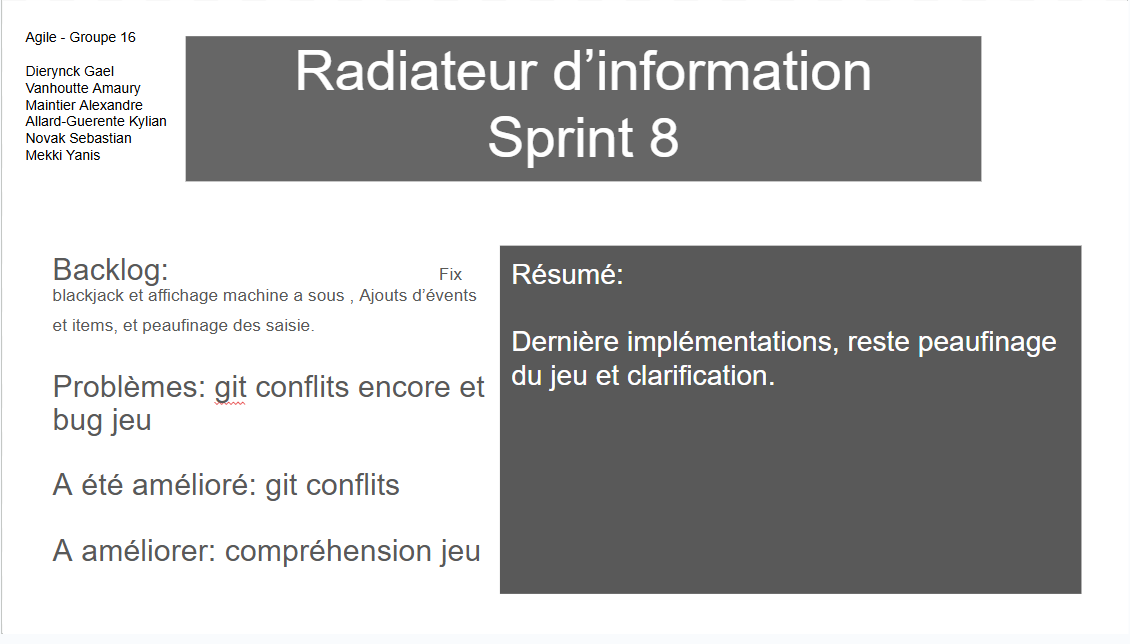 Agile - Groupe 16
Dierynck Gael
Vanhoutte Amaury
Maintier Alexandre
Allard-Guerente Kylian
Novak Sebastian
Mekki Yanis
Radiateur d’information
Sprint 8
Backlog: Fix
blackjack et affichage machine a sous , Ajouts d’évents
et items, et peaufinage des saisie.
Problèmes: git conflits encore et
bug jeu
A été amélioré: git conflits
A améliorer: compréhension jeu
Résumé:
Dernière implémentations, reste peaufinage
du jeu et clarification.